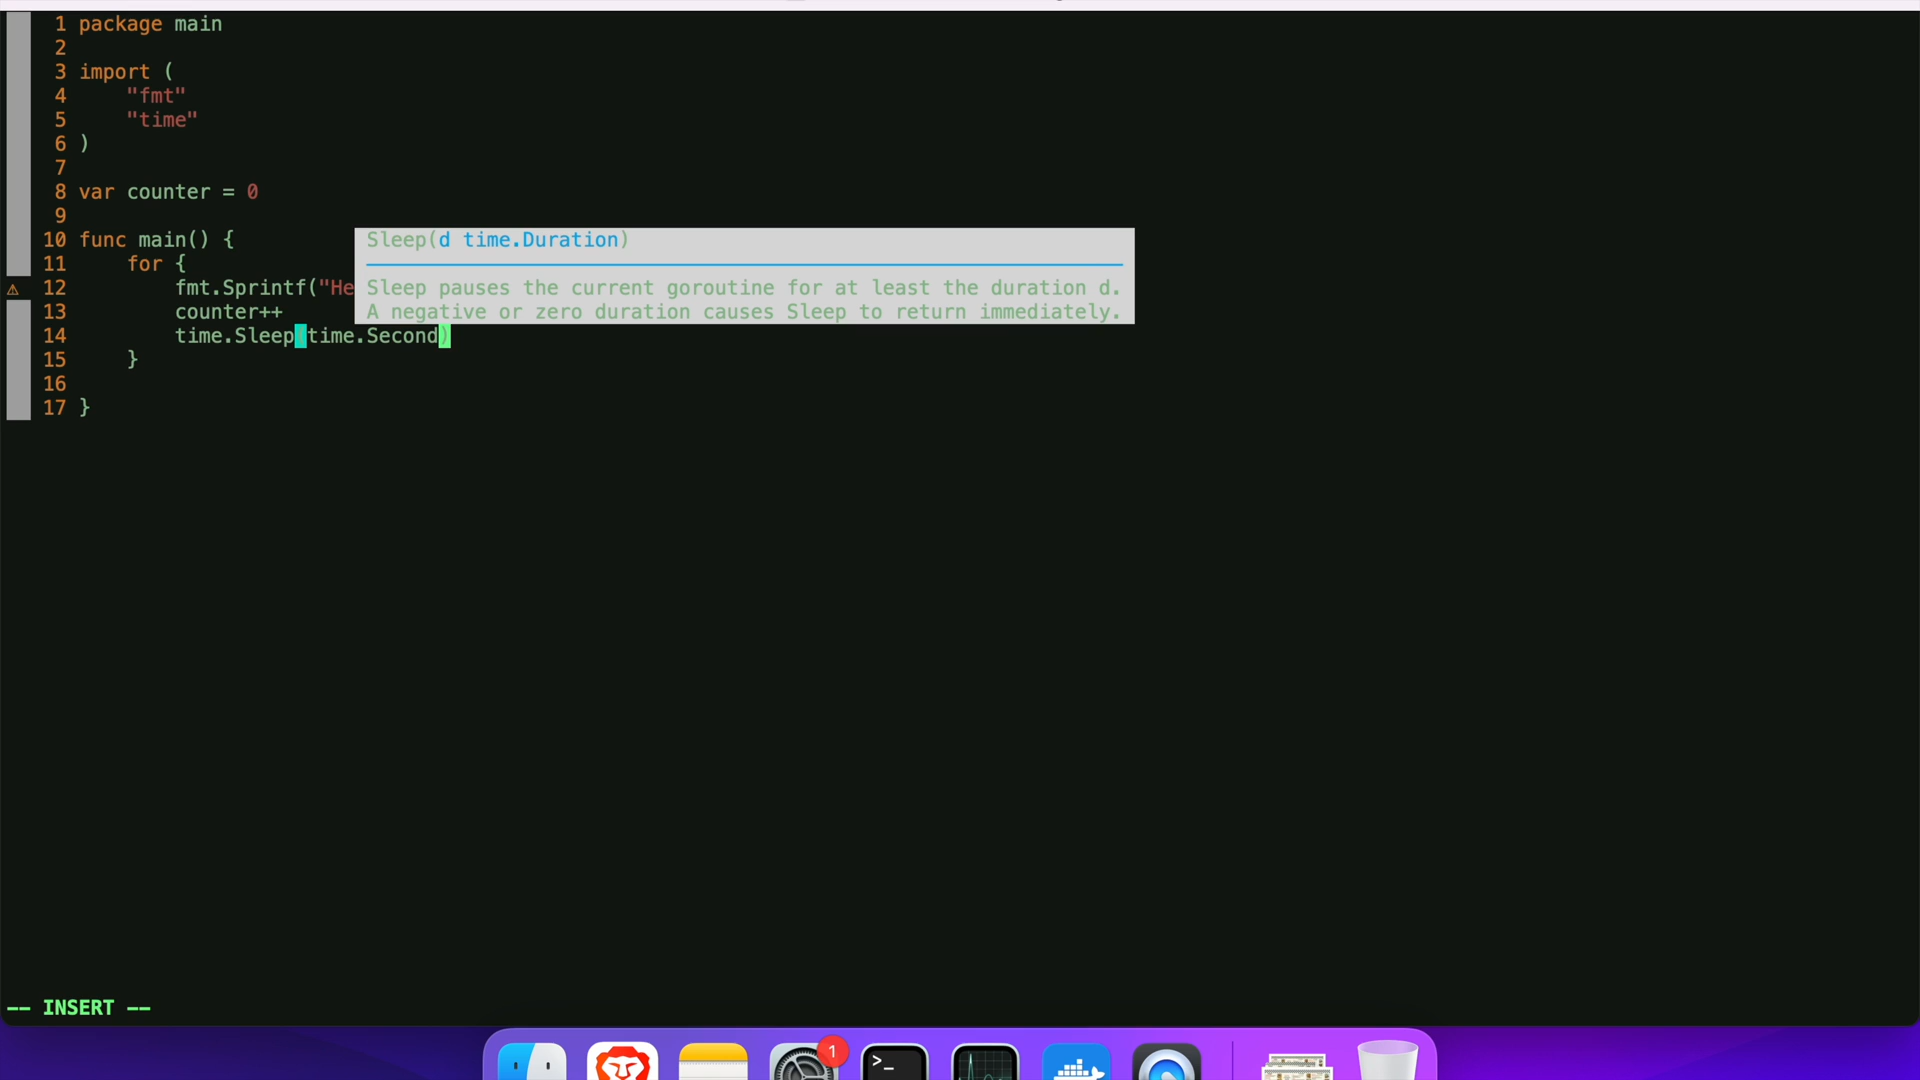 1 package main
2
3 import (
4 "fmt"
5 "time"
6 )
7
8 var counter = 0
9
10 func main() {
11 for {
12 fmt.Sprintf("He
13 counter++
14 time.Sleep(time.Second)
15 }
16
17 }
Sleep(d time.Duration)
Sleep pauses the current goroutine for at least the duration d.
A negative or zero duration causes Sleep to return immediately.
-- INSERT --
1
>_